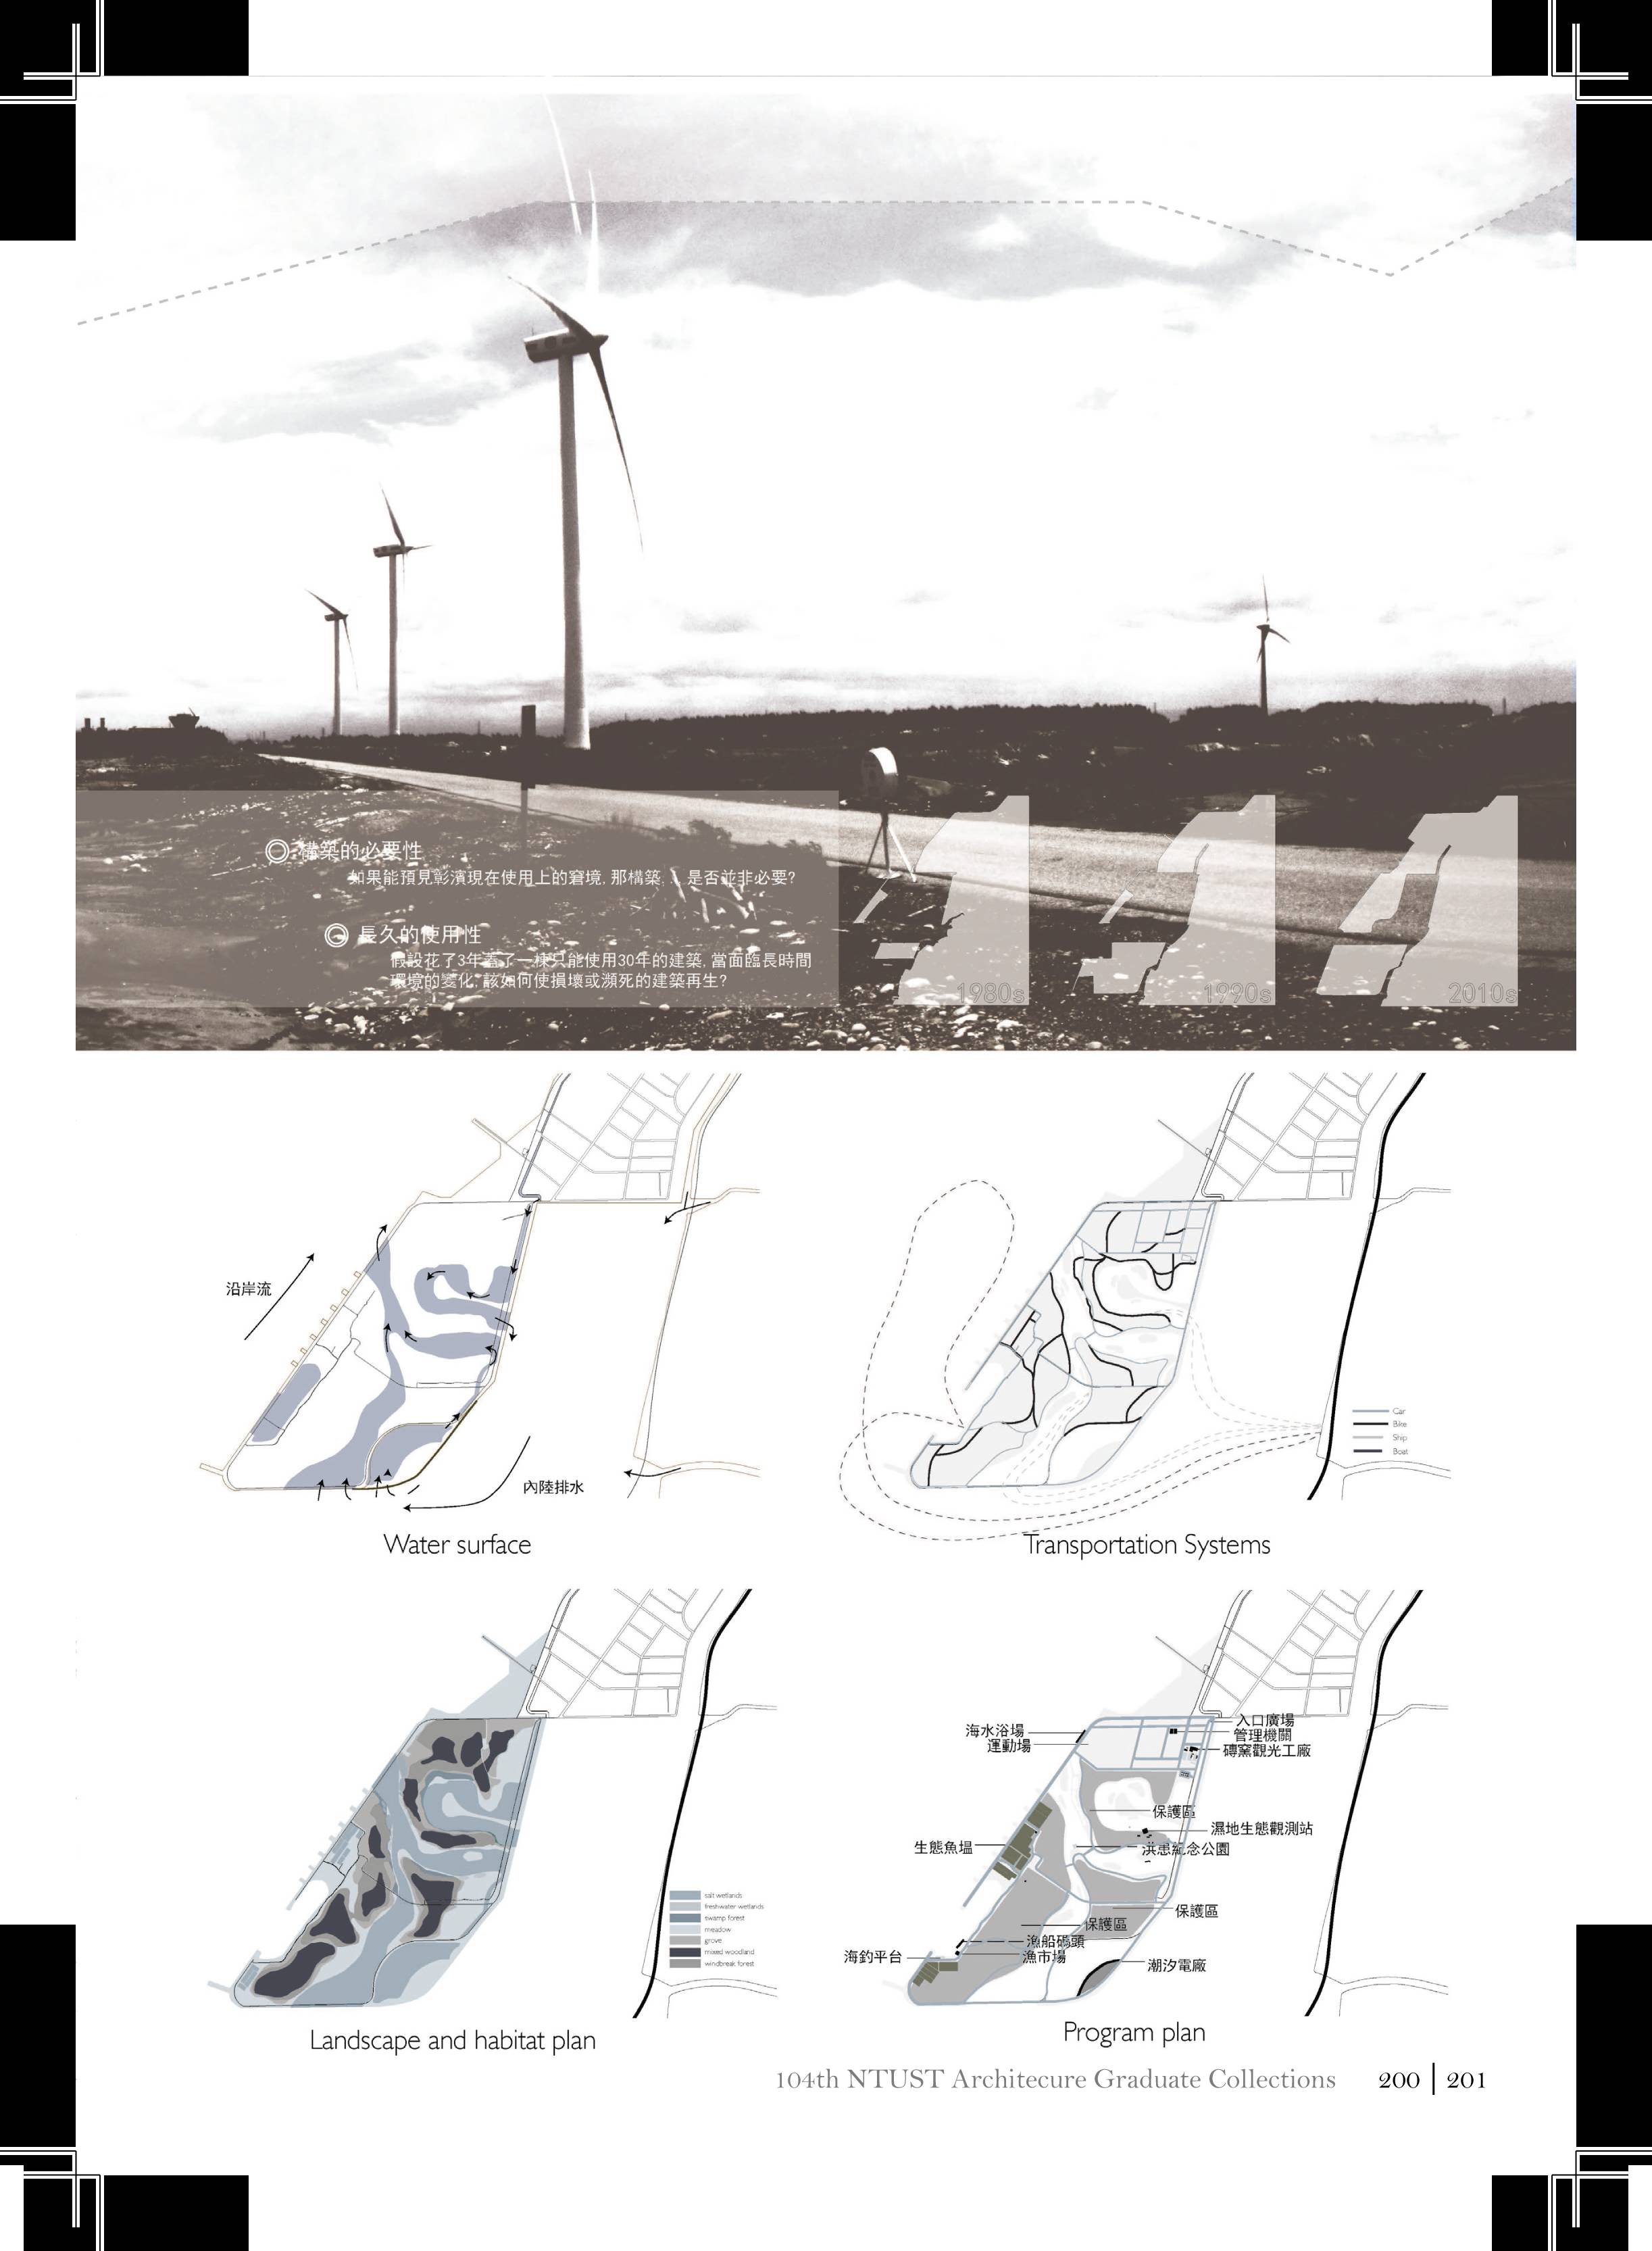 ◎ 構築的必要性
如果能預見彰濱現在使用上的窘境, 那構築... 是否並非必要?
◎ 長久的使用性
假設花了3年蓋了一棟只能使用30年的建築, 當面臨長時間
環境的變化, 該如何使損壞或瀕死的建築再生?
1980s
1990s
2010s
沿岸流
內陸排水
Water surface
Car
Bike
Ship
Boat
Transportation Systems
salt wetlands
freshwater wetlands
swamp forest
meadow
grove
mixed woodland
windbreak forest
Landscape and habitat plan
海水浴場
運動場
入口廣場
管理機關
磚窯觀光工廠
保護區
濕地生態觀測站
洪患紀念公園
生態魚塭
保護區
保護區
漁船碼頭
漁市場
海釣平台
潮汐電廠
Program plan
104th NTUST Architecure Graduate Collections 200 | 201